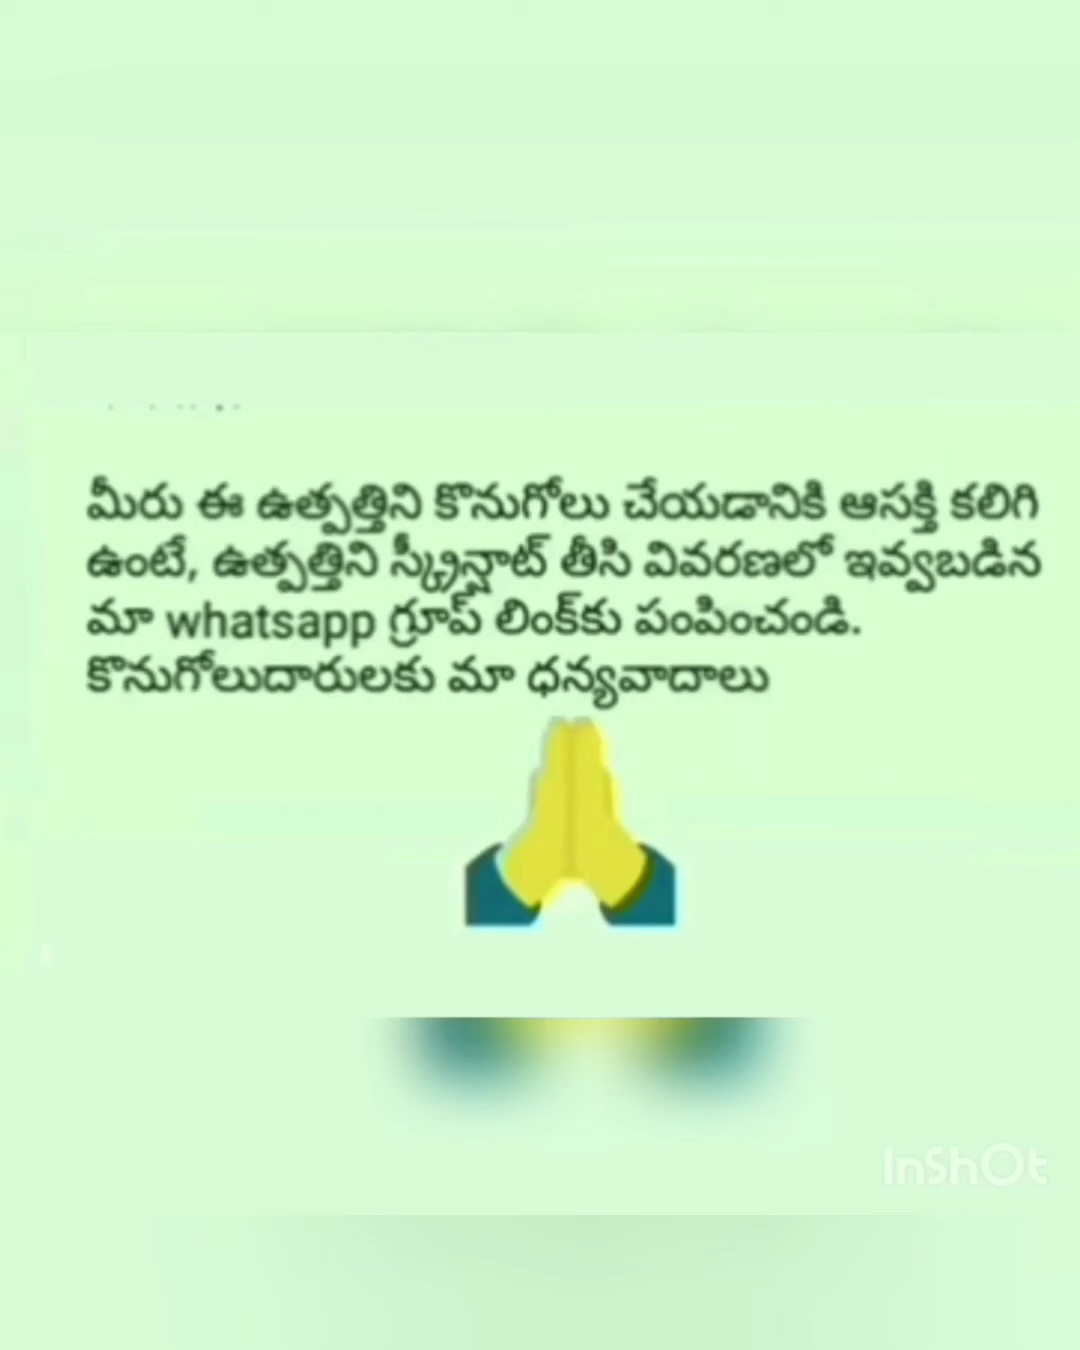 మీరు ఈ ఉత్పత్తిని కొనుగోలు చేయడానికి ఆసక్తి కలిగి
ఉంటే, ఉత్పత్తిని స్క్రీన్షాట్ తీసి వివరణలో ఇవ్వబడిన
మా whatsapp గ్రూప్ లింక్‌కు పంపించండి.
కొనుగోలుదారులకు మా ధన్యవాదాలు
InShOt